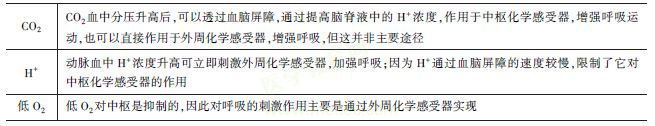 CO₂
CO₂血中分压升高后,可以透过血脑屏障,通过提高脑脊液中的 H⁺浓度,作用于中枢化学感受器,增强呼吸运
动,也可以直接作用于外周化学感受器,增强呼吸,但这并非主要途径
H⁺
动脉血中 H⁺浓度升高可立即刺激外周化学感受器,加强呼吸;因为 H⁺通过血脑屏障的速度较慢,限制了它对
中枢化学感受器的作用
低 O₂
低 O₂对中枢是抑制的,因此对呼吸的刺激作用主要是通过外周化学感受器实现